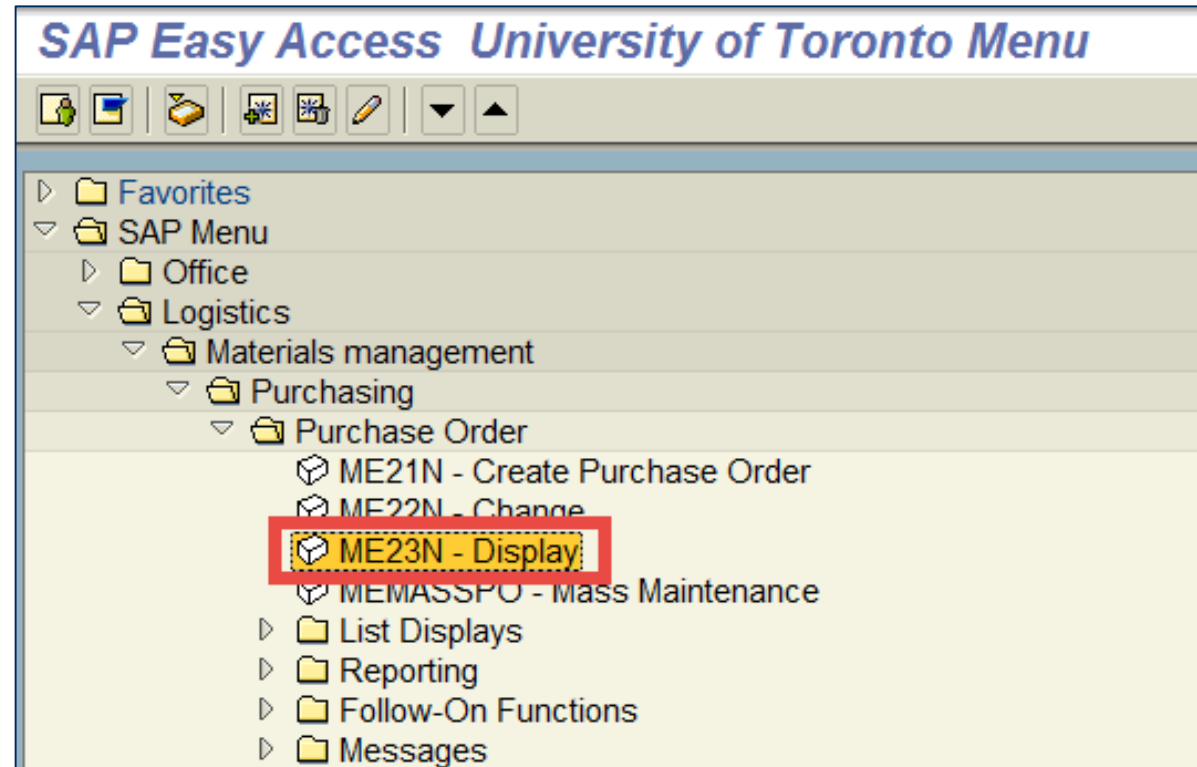 SAP Easy Access University of Toronto Menu
Favorites
SAP Menu
Office
Logistics
Materials management
Purchasing
Purchase Order
ME21N - Create Purchase Order
ME22N - Change
ME23N - Display
MEMASSPO - Mass Maintenance
List Displays
Reporting
Follow-On Functions
Messages